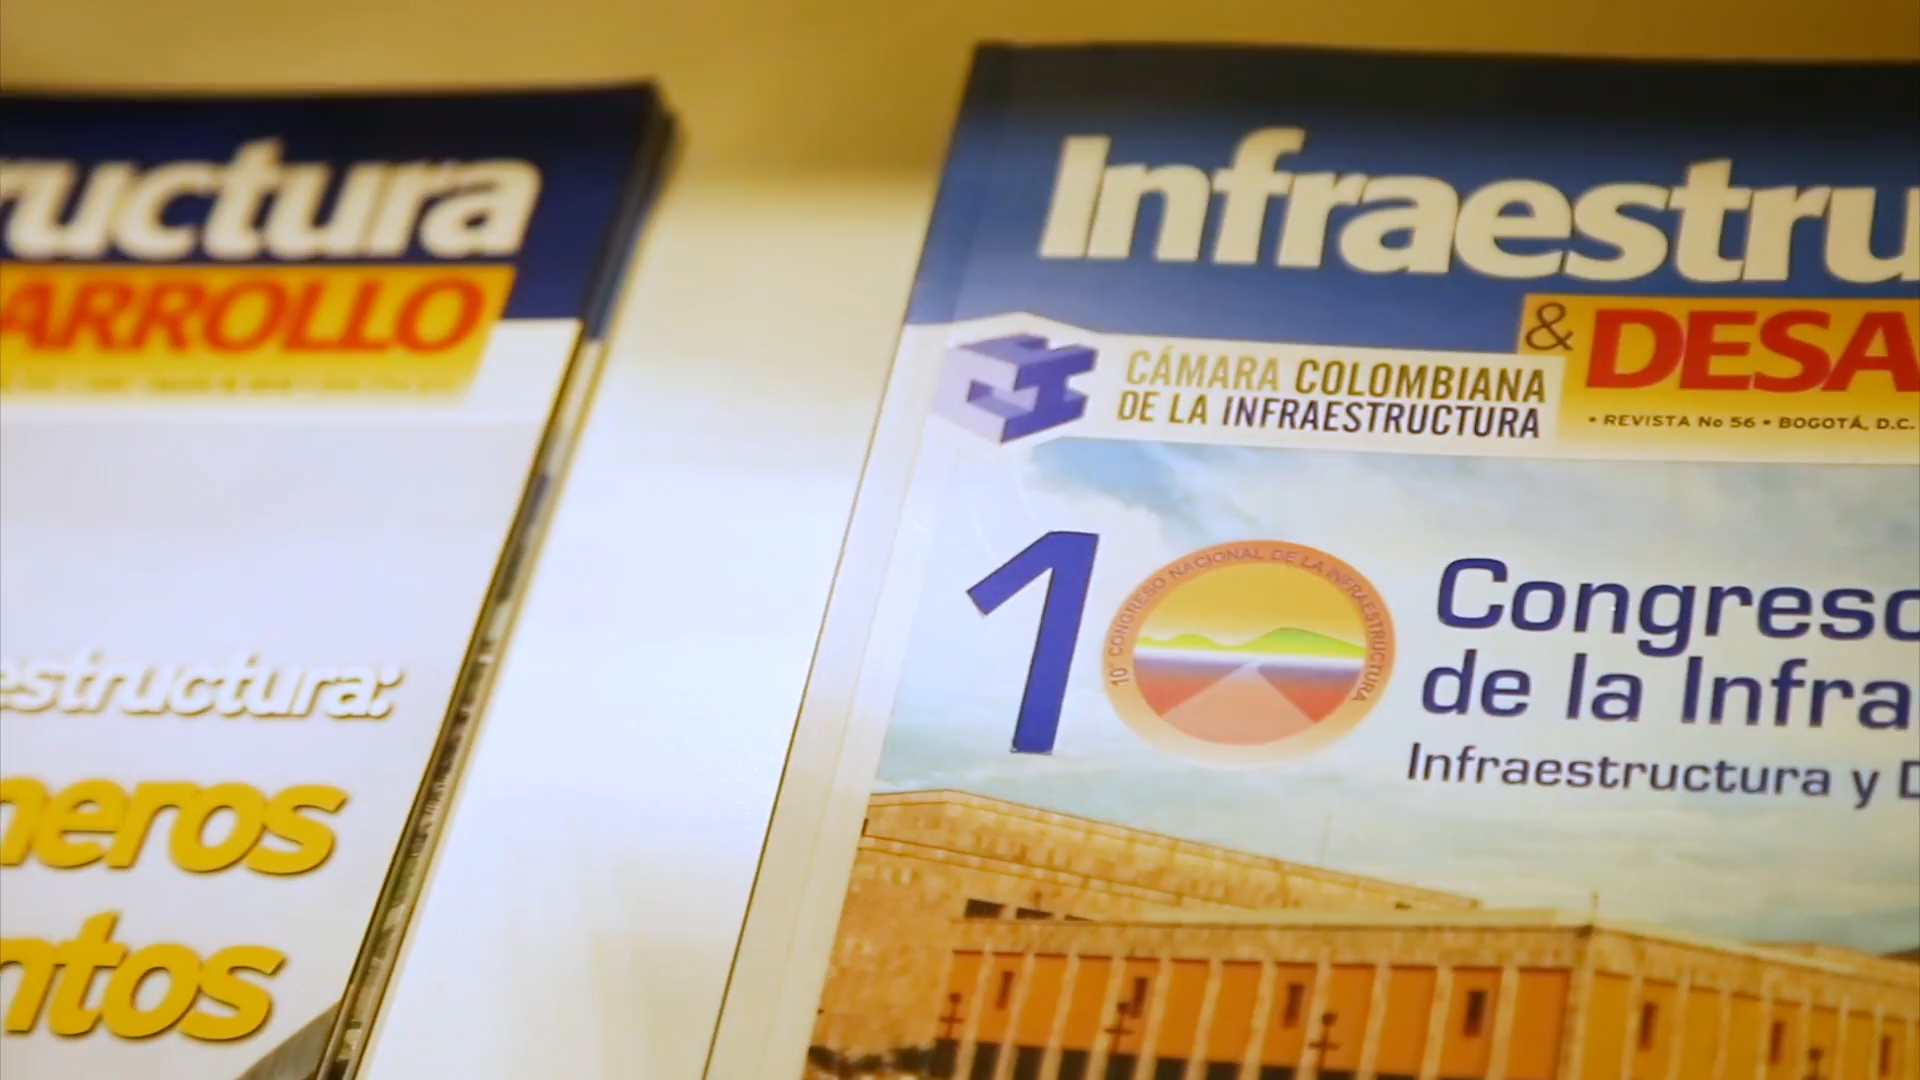 ructura
ARROLLO
estructura:
neros
ntos
Infraestru
& DESA
CÁMARA COLOMBIANA
DE LA INFRAESTRUCTURA
• REVISTA No 56 • BOGOTÁ, D.C.
10
10° CONGRESO NACIONAL DE LA INFRAESTRUCTURA
Congreso
de la Infra
Infraestructura y D